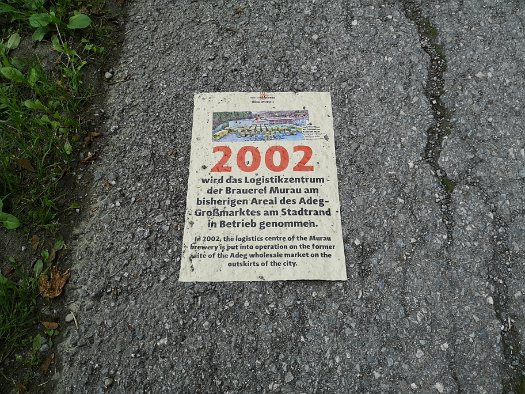 2002
wird das Logistikzentrum
der Brauerei Murau am
bisherigen Areal des Adeg-
Großmarktes am Stadtrand
in Betrieb genommen.
In 2002, the logistics centre of the Murau
brewery is put into operation on the former
site of the Adeg wholesale market on the
outskirts of the city.